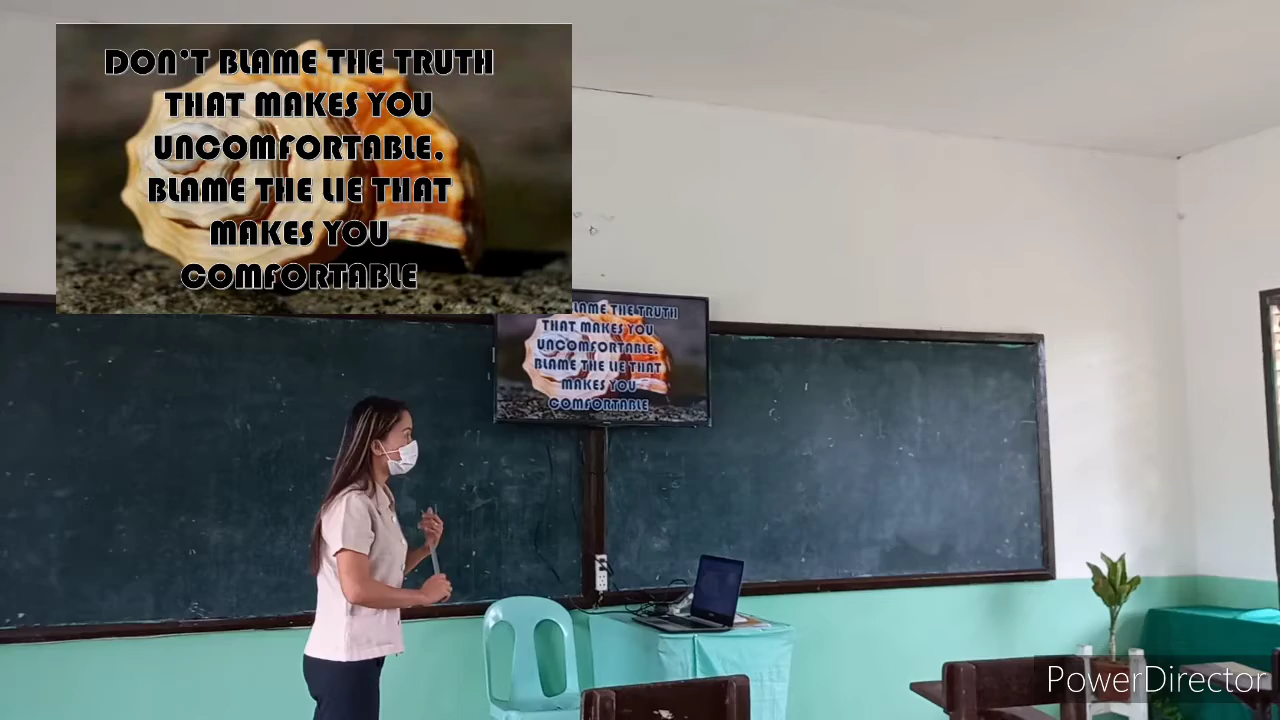 DON'T BLAME THE TRUTH
THAT MAKES YOU
UNCOMFORTABLE.
BLAME THE LIE THAT
MAKES YOU
COMFORTABLE
LAME THE TRUTH
THAT MAKES YOU
UNCOMFORTABLE.
BLAME THE LIE THAT
MAKES YOU
COMFORTABLE
PowerDirector